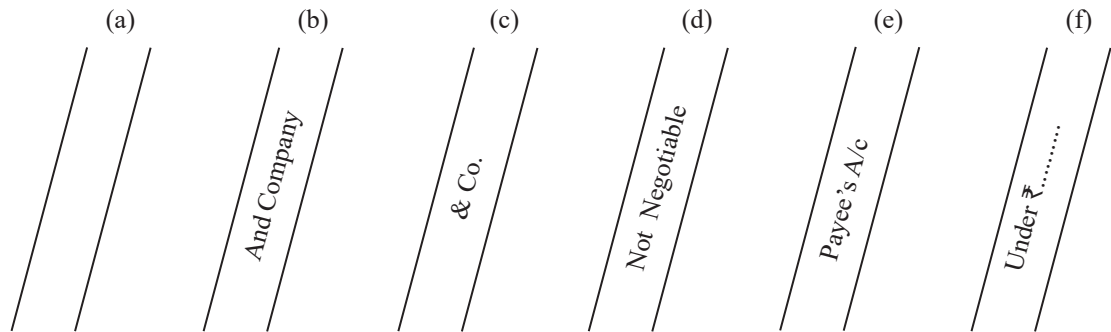 (a) (b) (c) (d) (e) (f)
And Company
& Co.
Not Negotiable
Payee's A/c
Under ₹............